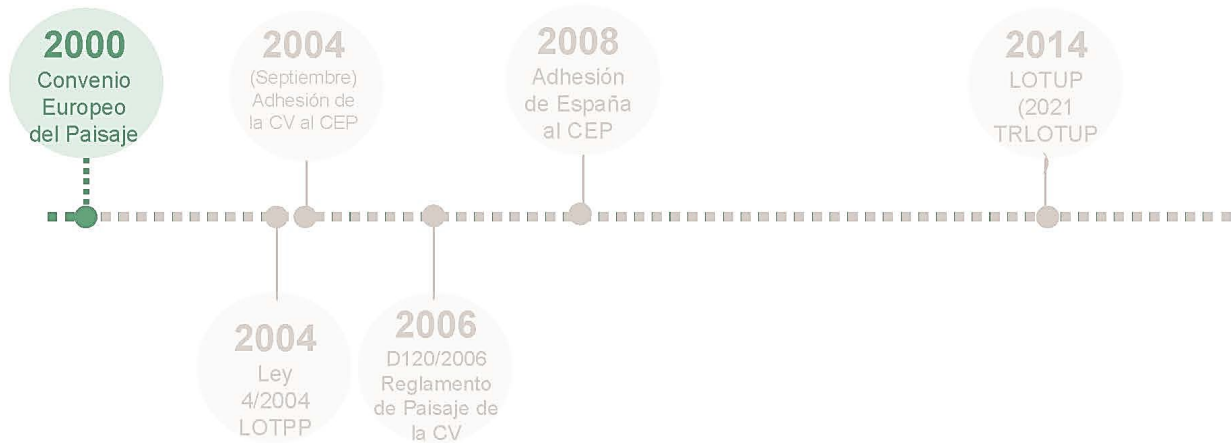 2000
Convenio
Europeo
del Paisaje
2004
(Septiembre)
Adhesión de
la CV al CEP
2008
Adhesión
de España
al CEP
2014
LOTUP
(2021
TRLOTUP
)
2004
Ley
4/2004
LOTPP
2006
D120/2006
Reglamento
de Paisaje de
la CV